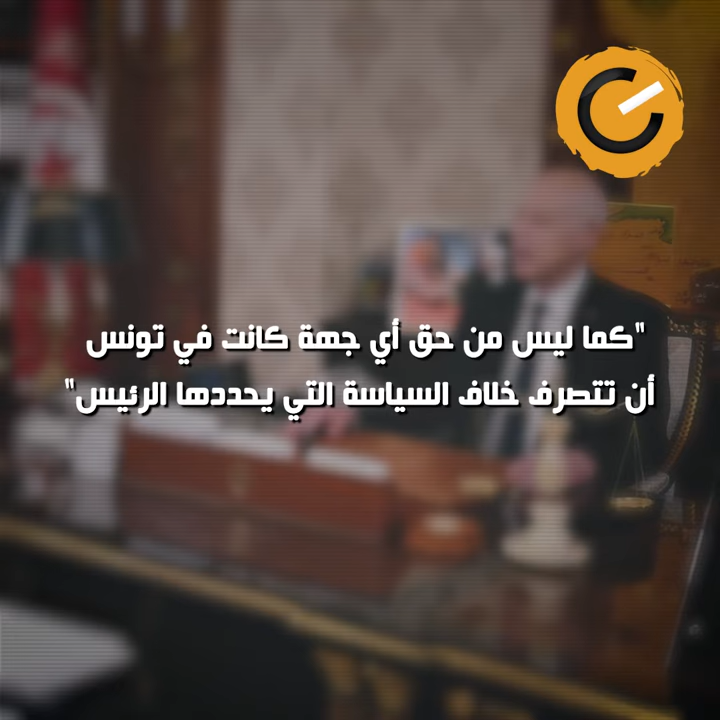 "كما ليس من حق أي جهة كانت في تونس
أن تتصرف خلاف السياسة التي يحددها الرئيس"